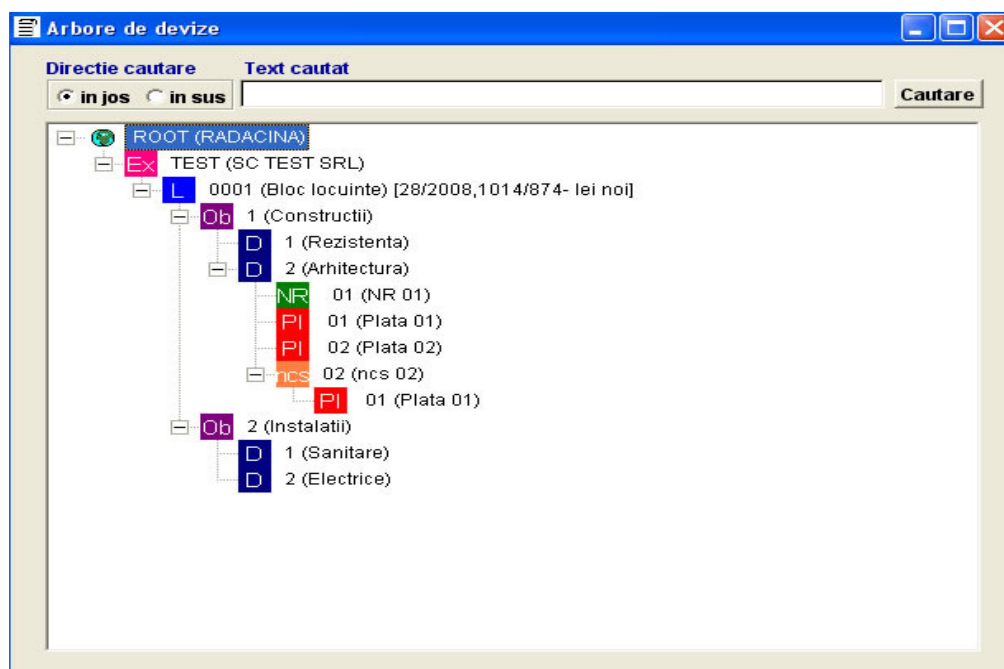 Arbore de devize
Directie cautare Text cautat
in jos in sus Cautare
ROOT (RADACINA)
Ex TEST (SC TEST SRL)
L 0001 (Bloc locuinte) [28/2008,1014/874- lei noi]
Ob 1 (Constructii)
D 1 (Rezistenta)
D 2 (Arhitectura)
NR 01 (NR 01)
Pl 01 (Plata 01)
Pl 02 (Plata 02)
ncs 02 (ncs 02)
Pl 01 (Plata 01)
Ob 2 (Instalatii)
D 1 (Sanitare)
D 2 (Electrice)